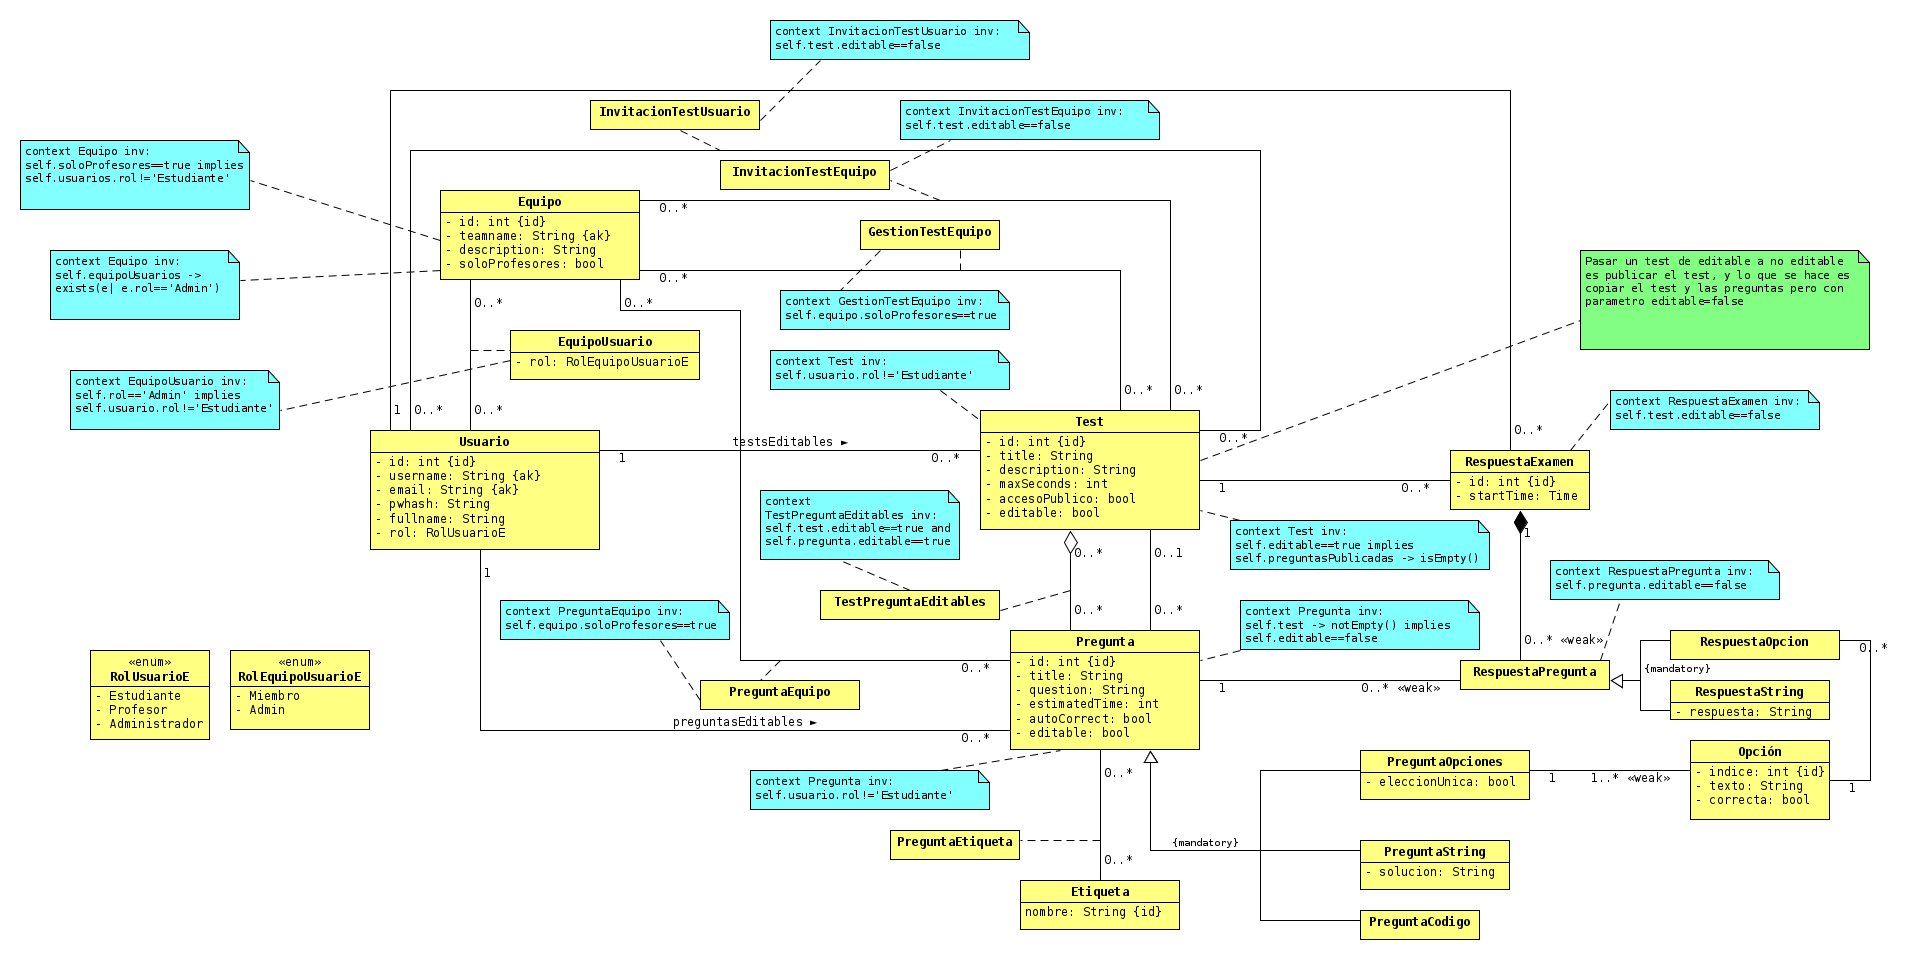 context InvitacionTestUsuario inv:
self.test.editable==false
InvitacionTestUsuario
context InvitacionTestEquipo inv:
self.test.editable==false
InvitacionTestEquipo
context Equipo inv:
self.soloProfesores==true implies
self.usuarios.rol!='Estudiante'
Equipo
- id: int {id}
- teamname: String {ak}
- description: String
- soloProfesores: bool
0..*
0..*
0..*
0..*
GestionTestEquipo
context Equipo inv:
self.equipoUsuarios ->
exists(e| e.rol=='Admin')
context GestionTestEquipo inv:
self.equipo.soloProfesores==true
Pasar un test de editable a no editable
es publicar el test, y lo que se hace es
copiar el test y las preguntas pero con
parametro editable=false
EquipoUsuario
- rol: RolEquipoUsuarioE
context Test inv:
self.usuario.rol!='Estudiante'
context EquipoUsuario inv:
self.rol=='Admin' implies
self.usuario.rol!='Estudiante'
1
0..*
0..*
0..*
0..*
context RespuestaExamen inv:
self.test.editable==false
Usuario
- id: int {id}
- username: String {ak}
- email: String {ak}
- pwhash: String
- fullname: String
- rol: RolUsuarioE
testsEditables ►
1
0..*
Test
- id: int {id}
- title: String
- description: String
- maxSeconds: int
- accesoPublico: bool
- editable: bool
0..*
0..*
RespuestaExamen
- id: int {id}
- startTime: Time
1
0..*
context
TestPreguntaEditables inv:
self.test.editable==true and
self.pregunta.editable==true
context Test inv:
self.editable==true implies
self.preguntasPublicadas -> isEmpty()
1
0..*
0..1
1
context RespuestaPregunta inv:
self.pregunta.editable==false
TestPreguntaEditables
0..*
0..*
context PreguntaEquipo inv:
self.equipo.soloProfesores==true
context Pregunta inv:
self.test -> notEmpty() implies
self.editable==false
0..* «weak»
«enum»
RolUsuarioE
- Estudiante
- Profesor
- Administrador
«enum»
RolEquipoUsuarioE
- Miembro
- Admin
Pregunta
- id: int {id}
- title: String
- question: String
- estimatedTime: int
- autoCorrect: bool
- editable: bool
0..*
PreguntaEquipo
preguntasEditables ►
0..*
1
0..* «weak»
RespuestaPregunta
{mandatory}
RespuestaOpcion
0..*
RespuestaString
- respuesta: String
context Pregunta inv:
self.usuario.rol!='Estudiante'
0..*
PreguntaOpciones
- eleccionUnica: bool
1
1..* «weak»
Opción
- indice: int {id}
- texto: String
- correcta: bool
1
PreguntaEtiqueta
0..*
{mandatory}
PreguntaString
- solucion: String
Etiqueta
nombre: String {id}
PreguntaCodigo